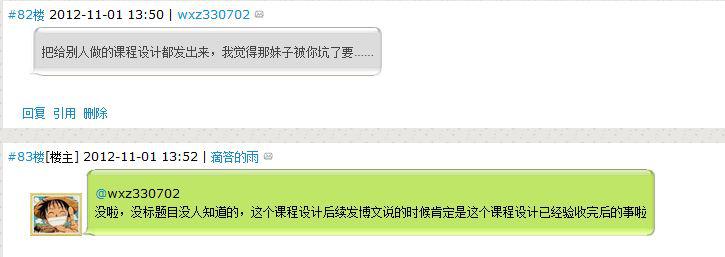 #82楼 2012-11-01 13:50 | wxz330702
把给别人做的课程设计都发出来，我觉得那妹子被你坑了要......
回复 引用 删除
#83楼[楼主] 2012-11-01 13:52 | 滴答的雨
@wxz330702
没啦，没标题目没人知道的，这个课程设计后续发博文说的时候肯定是这个课程设计已经验收完后的事啦